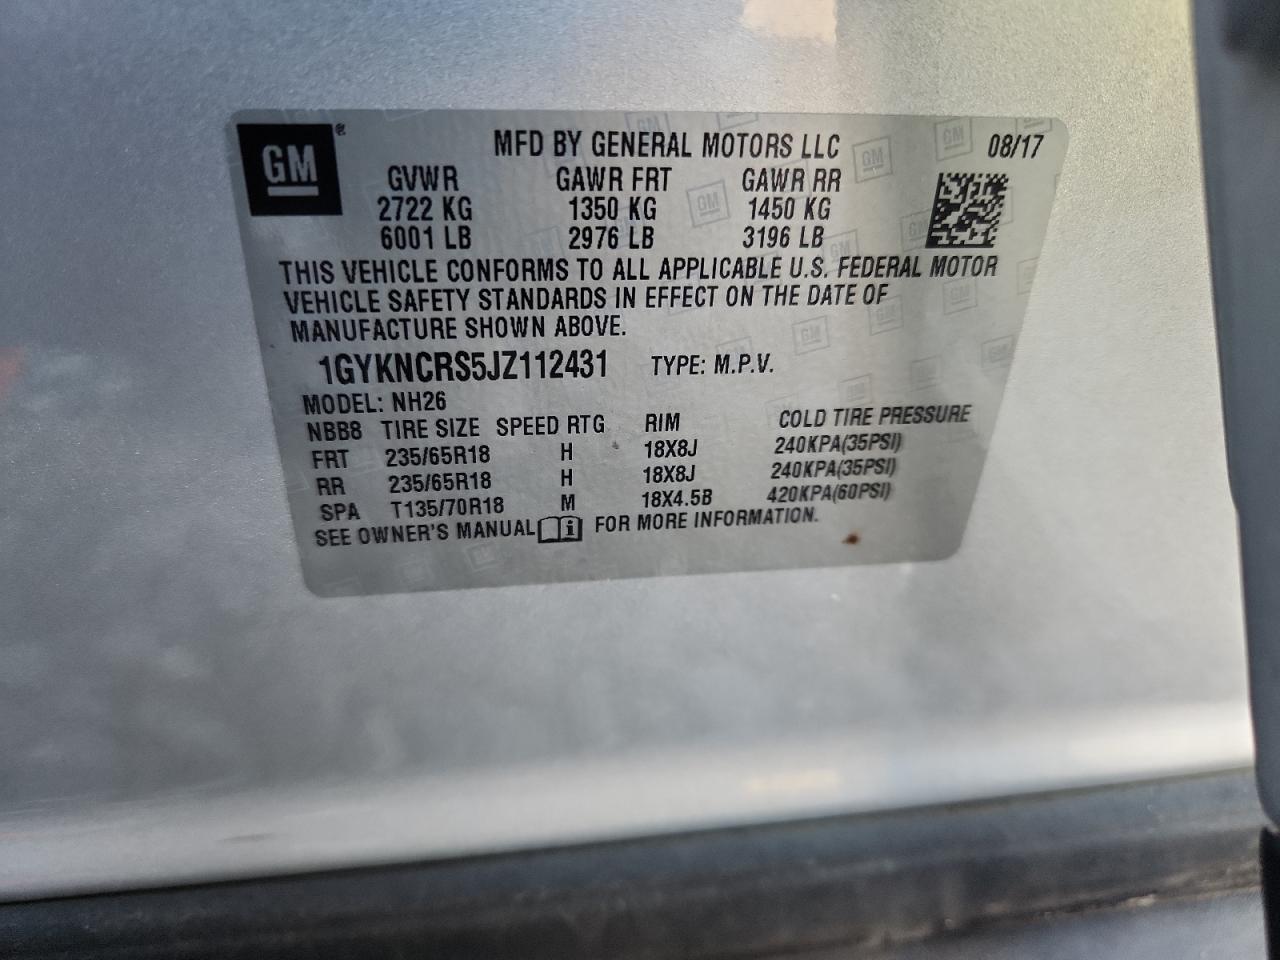 GM ®
MFD BY GENERAL MOTORS LLC 08/17
GVWR GAWR FRT GAWR RR
2722 KG 1350 KG 1450 KG
6001 LB 2976 LB 3196 LB
THIS VEHICLE CONFORMS TO ALL APPLICABLE U.S. FEDERAL MOTOR
VEHICLE SAFETY STANDARDS IN EFFECT ON THE DATE OF
MANUFACTURE SHOWN ABOVE.
1GYKNCRS5JZ112431 TYPE: M.P.V.
MODEL: NH26
NBB8 TIRE SIZE SPEED RTG RIM COLD TIRE PRESSURE
FRT 235/65R18 H 18X8J 240KPA(35PSI)
RR 235/65R18 H 18X8J 240KPA(35PSI)
SPA T135/70R18 M 18X4.5B 420KPA(60PSI)
SEE OWNER'S MANUAL i FOR MORE INFORMATION.